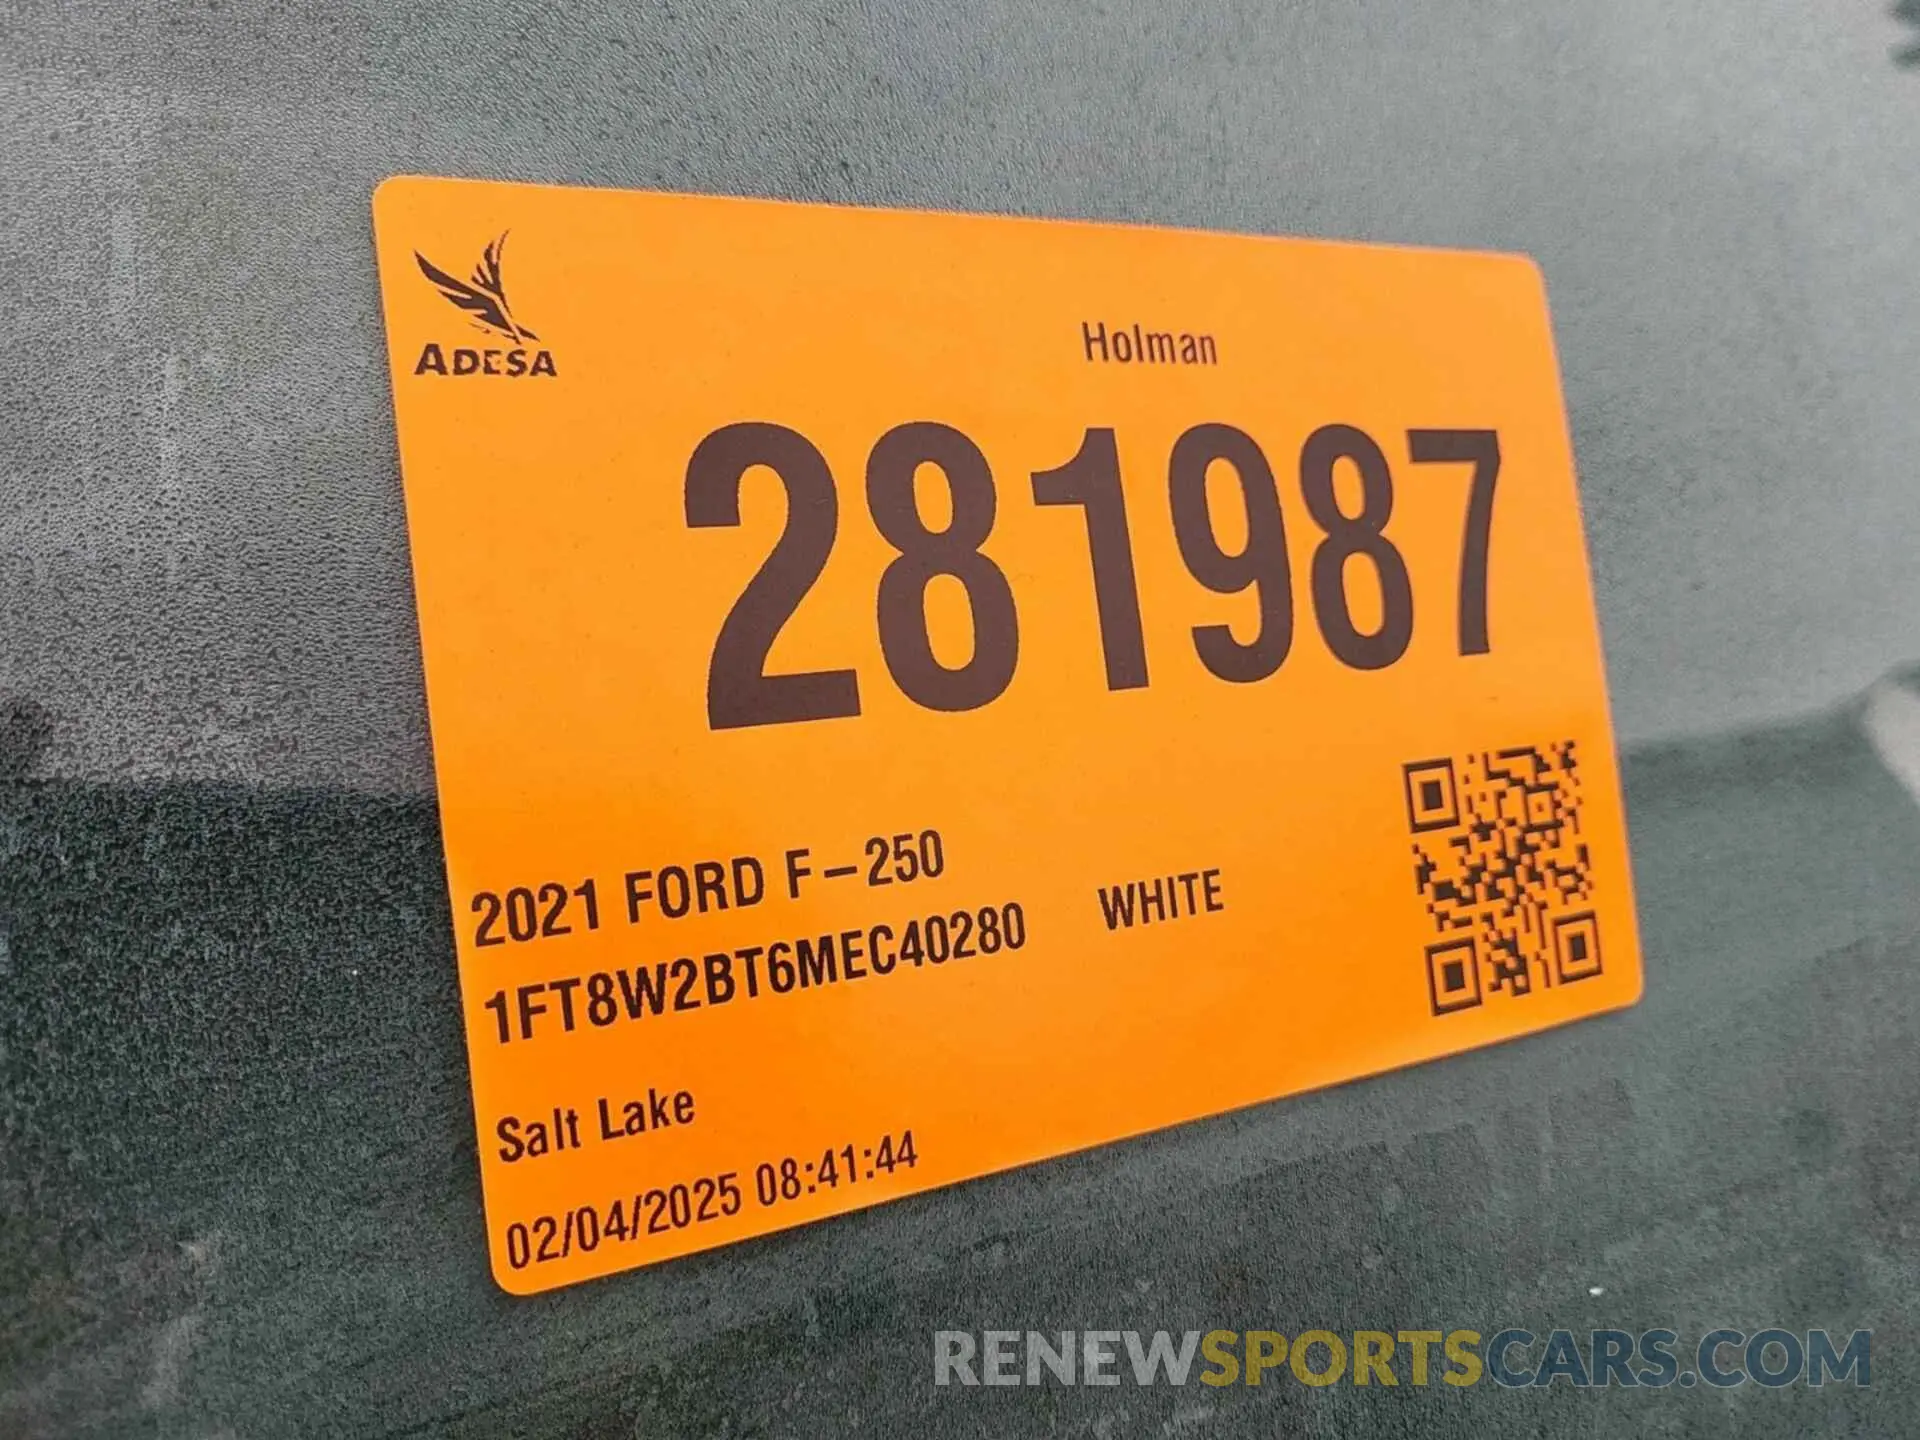 ADESA
Holman
281987
2021 FORD F-250
1FT8W2BT6MEC40280 WHITE
Salt Lake
02/04/2025 08:41:44
RENEWSPORTSCARS.COM